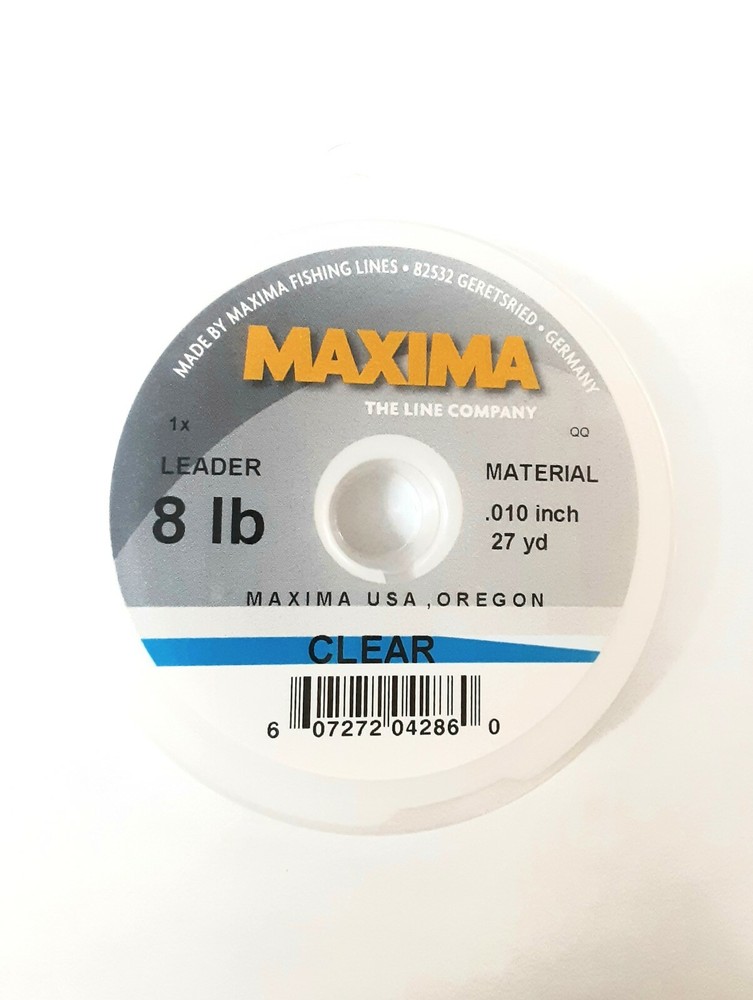 MADE BY MAXIMA FISHING LINES • 82532 GERETSRIED • GERMANY
MAXIMA
THE LINE COMPANY
1x
QQ
LEADER
MATERIAL
8 lb
.010 inch
27 yd
MAXIMA USA ,OREGON
CLEAR
6 07272 04286 0